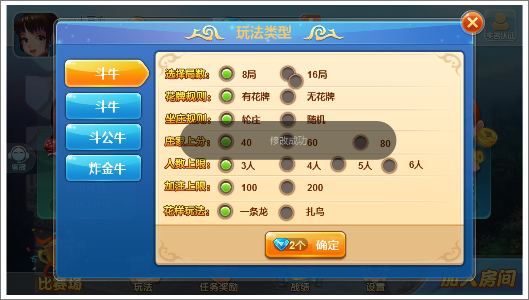 玩法类型
斗牛
斗牛
斗公牛
炸金牛
选择局数： 8局 16局
花牌规则： 有花牌 无花牌
坐庄规则： 轮庄 随机
庄家上分： 40 60 80
修改成功
人数上限： 3人 4人 5人 6人
加注上限： 100 200
花样玩法： 一条龙 扎鸟
2个 确定
比赛场 玩法 任务奖励 战绩 设置 加入房间